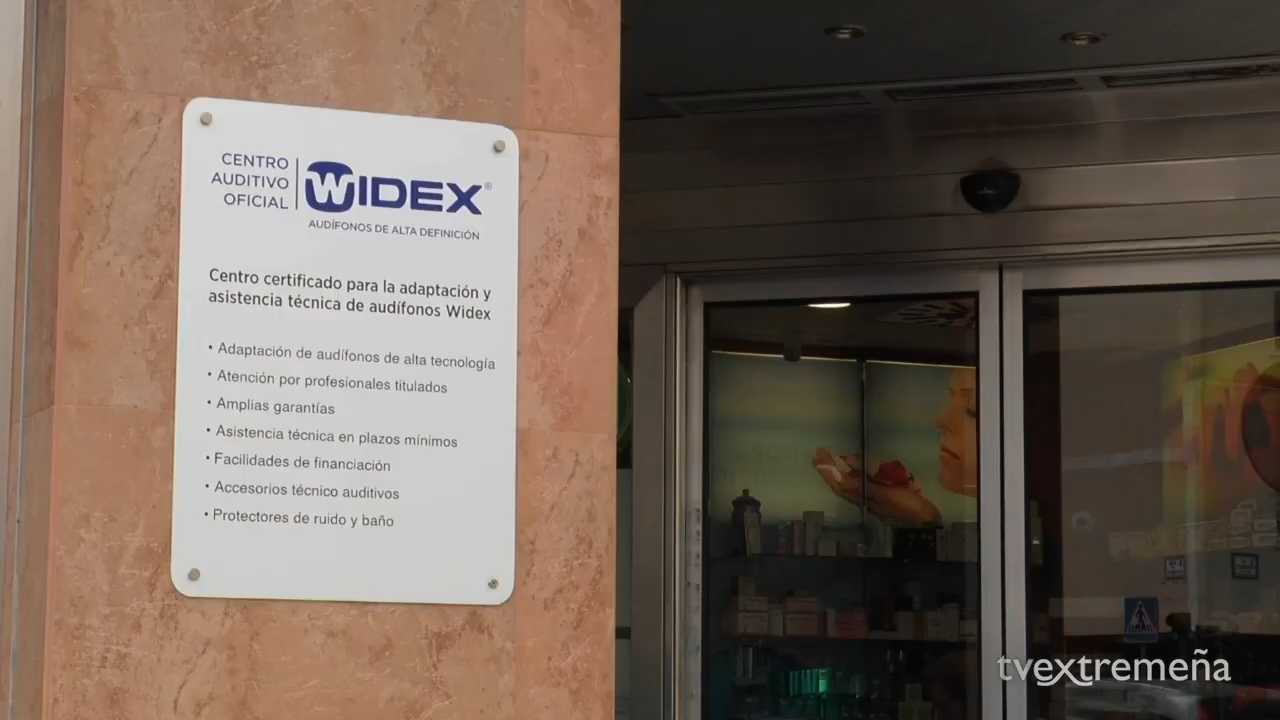 CENTRO
AUDITIVO
OFICIAL
WIDEX®
AUDÍFONOS DE ALTA DEFINICIÓN
Centro certificado para la adaptación y
asistencia técnica de audífonos Widex
• Adaptación de audífonos de alta tecnología
• Atención por profesionales titulados
• Amplias garantías
• Asistencia técnica en plazos mínimos
• Facilidades de financiación
• Accesorios técnico auditivos
• Protectores de ruido y baño
tvextremeña